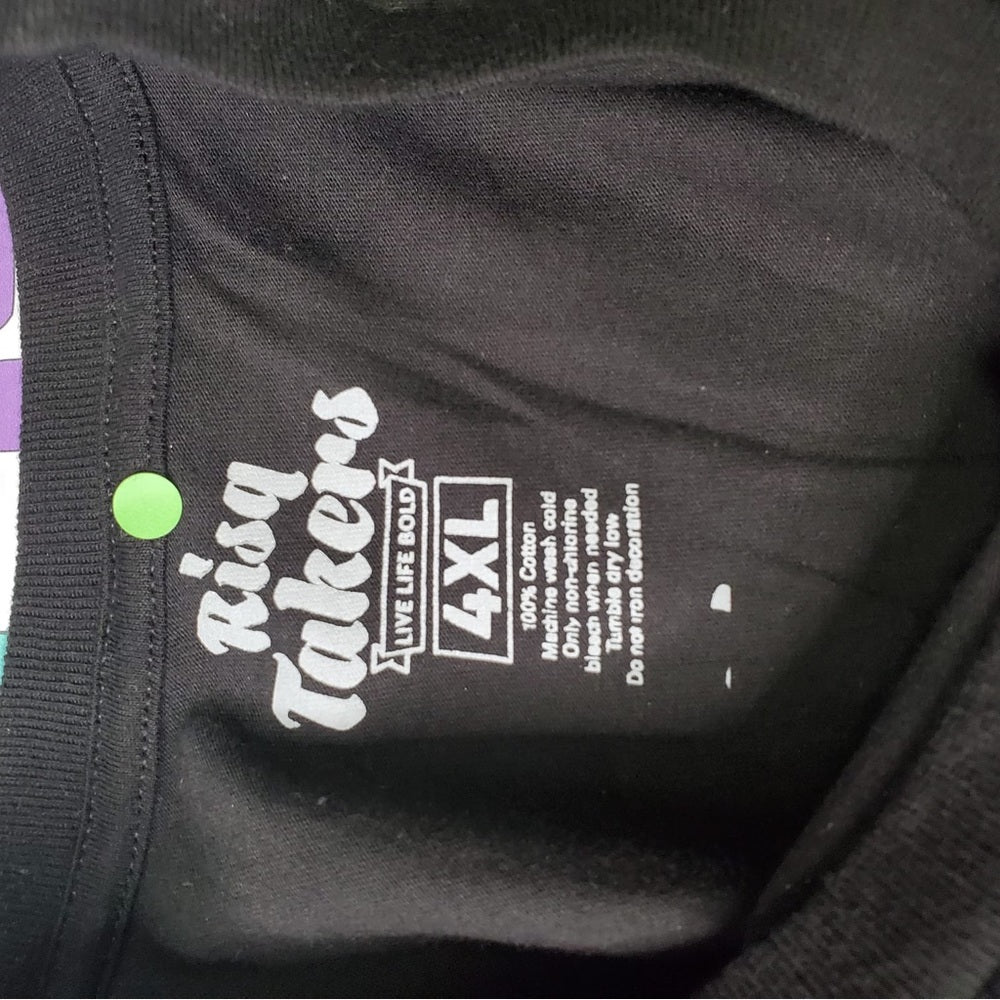 Risq
Takers
LIVE LIFE BOLD
4XL
100% Cotton
Machine wash cold
Only non-chlorine
bleach when needed
Tumble dry low
Do not iron decoration